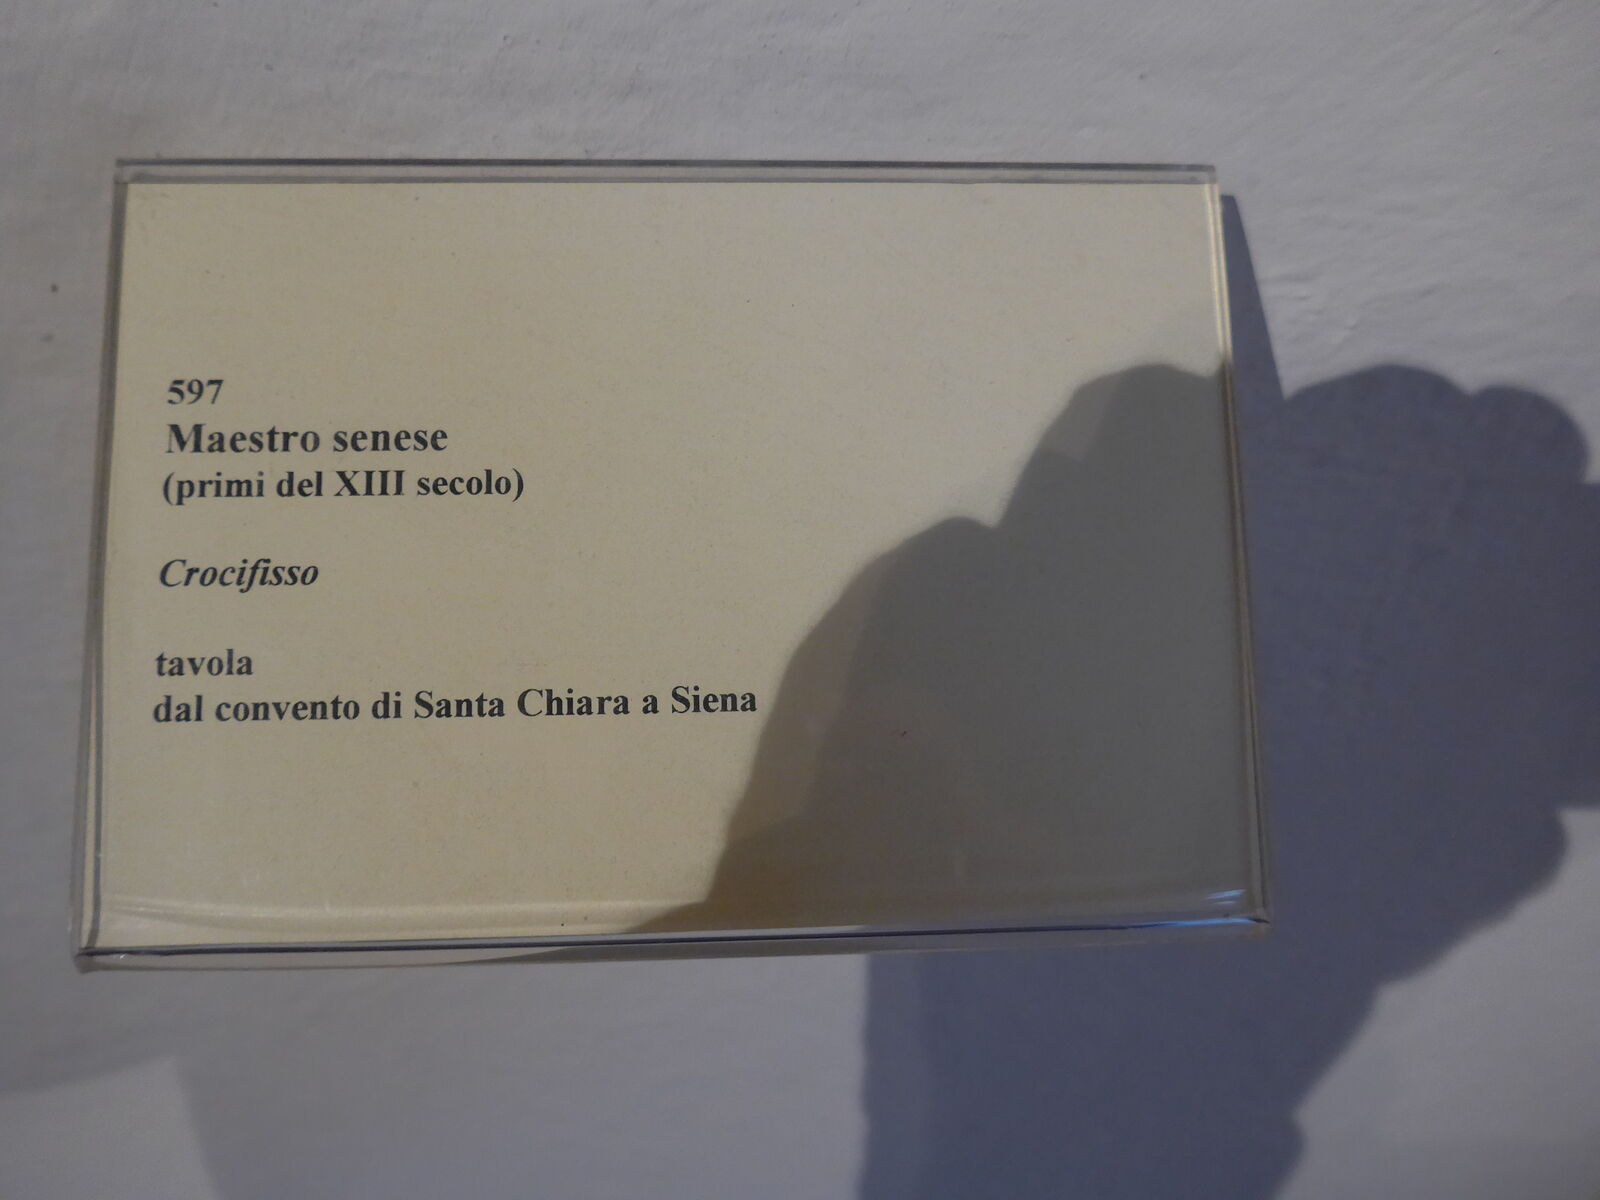 597
Maestro senese
(primi del XIII secolo)
Crocifisso
tavola
dal convento di Santa Chiara a Siena